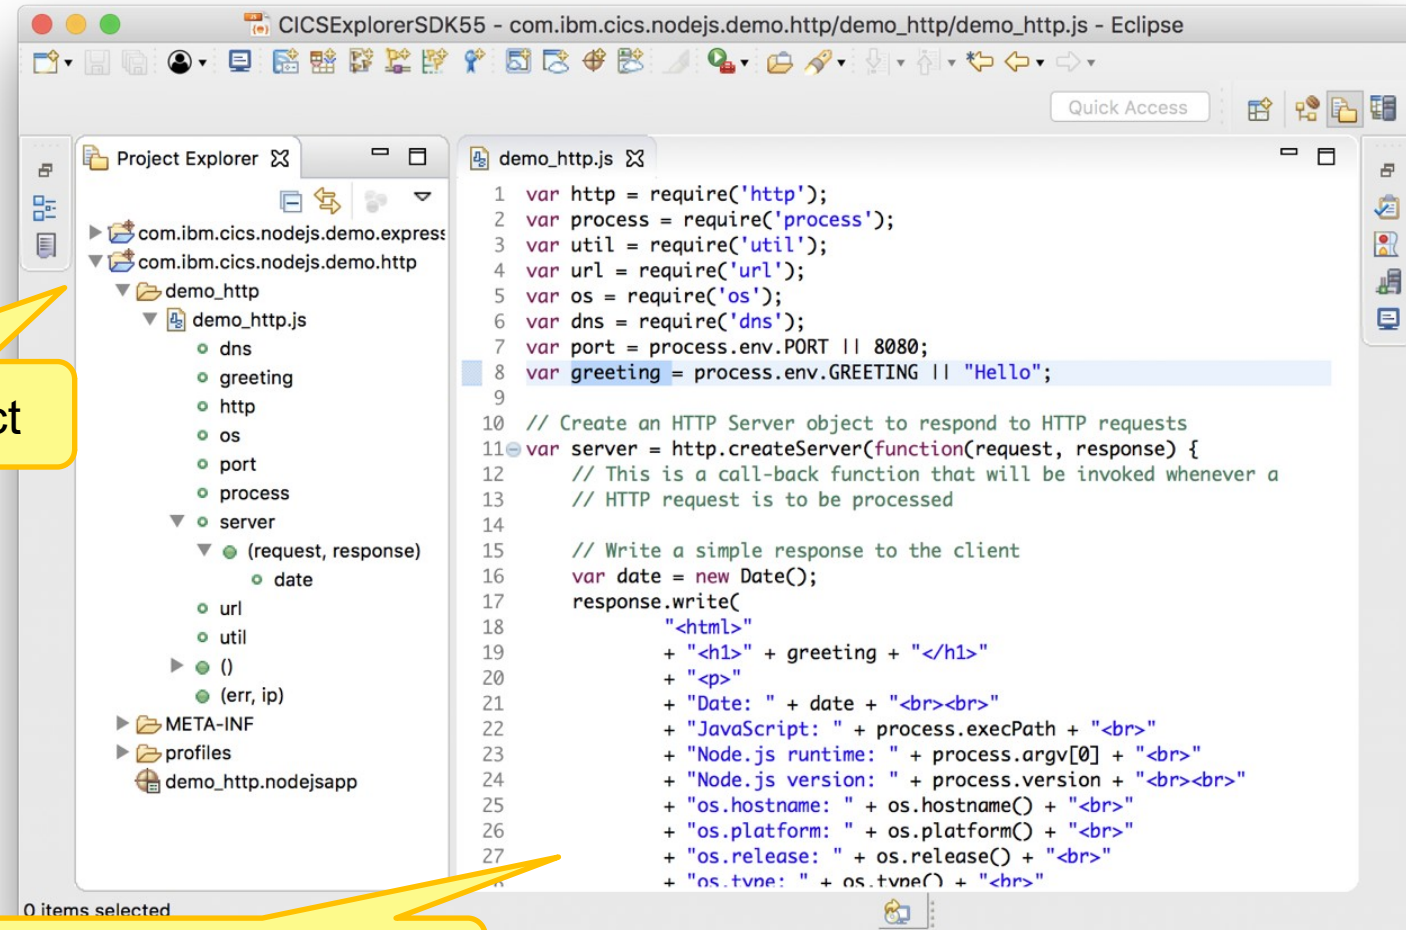 CICSExplorerSDK55 - com.ibm.cics.nodejs.demo.http/demo_http/demo_http.js - Eclipse
Quick Access
Project Explorer
com.ibm.cics.nodejs.demo.express
com.ibm.cics.nodejs.demo.http
demo_http
demo_http.js
dns
greeting
http
os
port
process
server
(request, response)
date
url
util
()
(err, ip)
META-INF
profiles
demo_http.nodejsapp
0 items selected
ct
demo_http.js
1 var http = require('http');
2 var process = require('process');
3 var util = require('util');
4 var url = require('url');
5 var os = require('os');
6 var dns = require('dns');
7 var port = process.env.PORT || 8080;
8 var greeting = process.env.GREETING || "Hello";
9
10 // Create an HTTP Server object to respond to HTTP requests
11 var server = http.createServer(function(request, response) {
12 // This is a call-back function that will be invoked whenever a
13 // HTTP request is to be processed
14
15 // Write a simple response to the client
16 var date = new Date();
17 response.write(
18 "<html>"
19 + "<h1>" + greeting + "</h1>"
20 + "<p>"
21 + "Date: " + date + "<br><br>"
22 + "JavaScript: " + process.execPath + "<br>"
23 + "Node.js runtime: " + process.argv[0] + "<br>"
24 + "Node.js version: " + process.version + "<br><br>"
25 + "os.hostname: " + os.hostname() + "<br>"
26 + "os.platform: " + os.platform() + "<br>"
27 + "os.release: " + os.release() + "<br>"
+ "os.type: " + os.type() + "<br>"